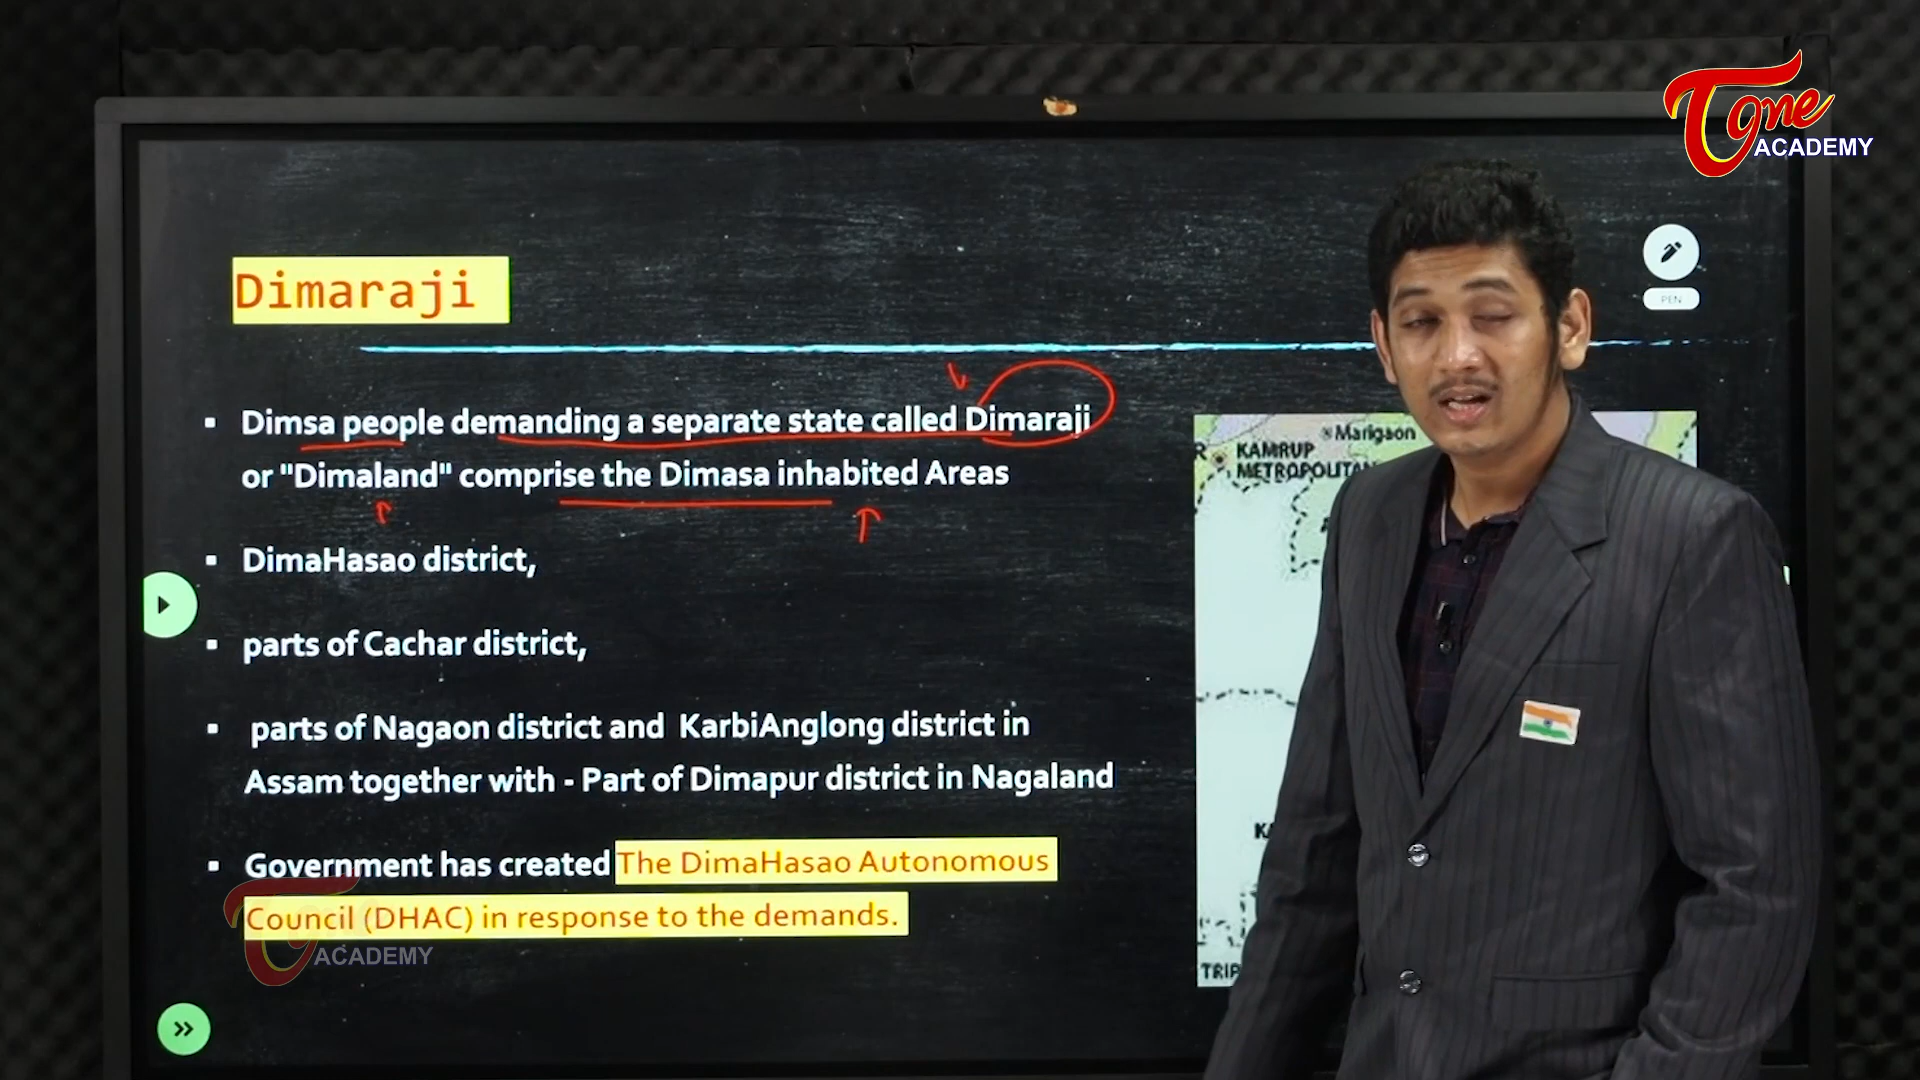 Tone
ACADEMY
PEN
Dimaraji
▪ Dimsa people demanding a separate state called Dimaraji
or "Dimaland" comprise the Dimasa inhabited Areas
▪ DimaHasao district,
▪ parts of Cachar district,
▪ parts of Nagaon district and KarbiAnglong district in
Assam together with - Part of Dimapur district in Nagaland
▪ Government has created The DimaHasao Autonomous
Council (DHAC) in response to the demands.
ACADEMY
KAMRUP
METROPOLITAN
Marigaon
TRIP